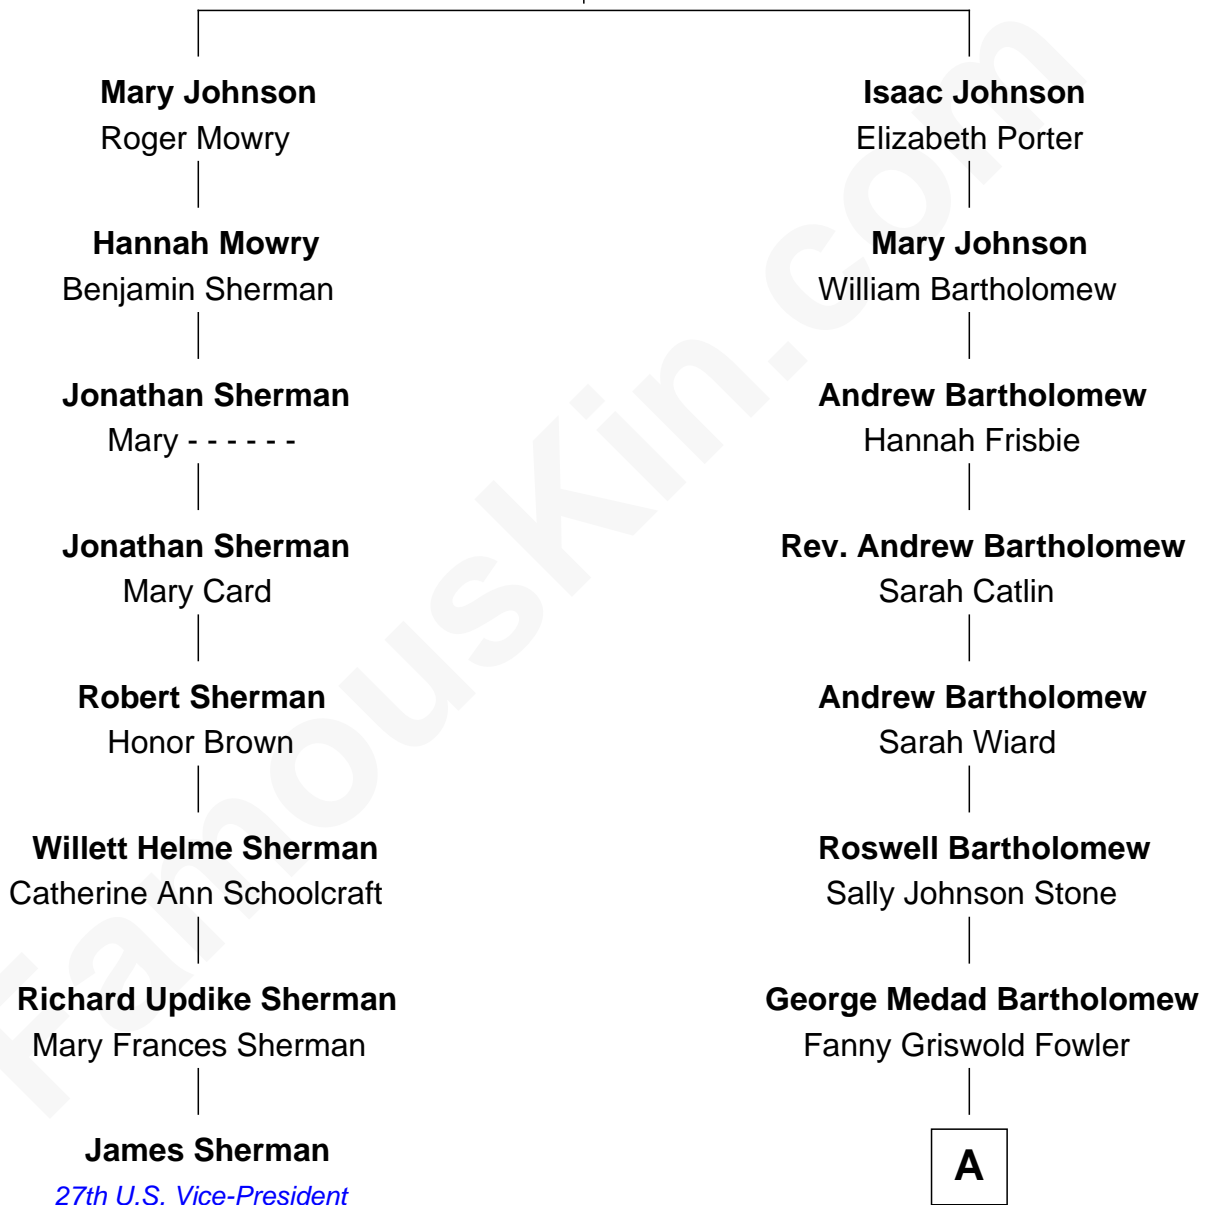 Mary Johnson
Roger Mowry
Hannah Mowry
Benjamin Sherman
Jonathan Sherman
Mary - - - - - -
Jonathan Sherman
Mary Card
Robert Sherman
Honor Brown
Willett Helme Sherman
Catherine Ann Schoolcraft
Richard Updike Sherman
Mary Frances Sherman
James Sherman
27th U.S. Vice-President
Isaac Johnson
Elizabeth Porter
Mary Johnson
William Bartholomew
Andrew Bartholomew
Hannah Frisbie
Rev. Andrew Bartholomew
Sarah Catlin
Andrew Bartholomew
Sarah Wiard
Roswell Bartholomew
Sally Johnson Stone
George Medad Bartholomew
Fanny Griswold Fowler
A
FamousKin.com